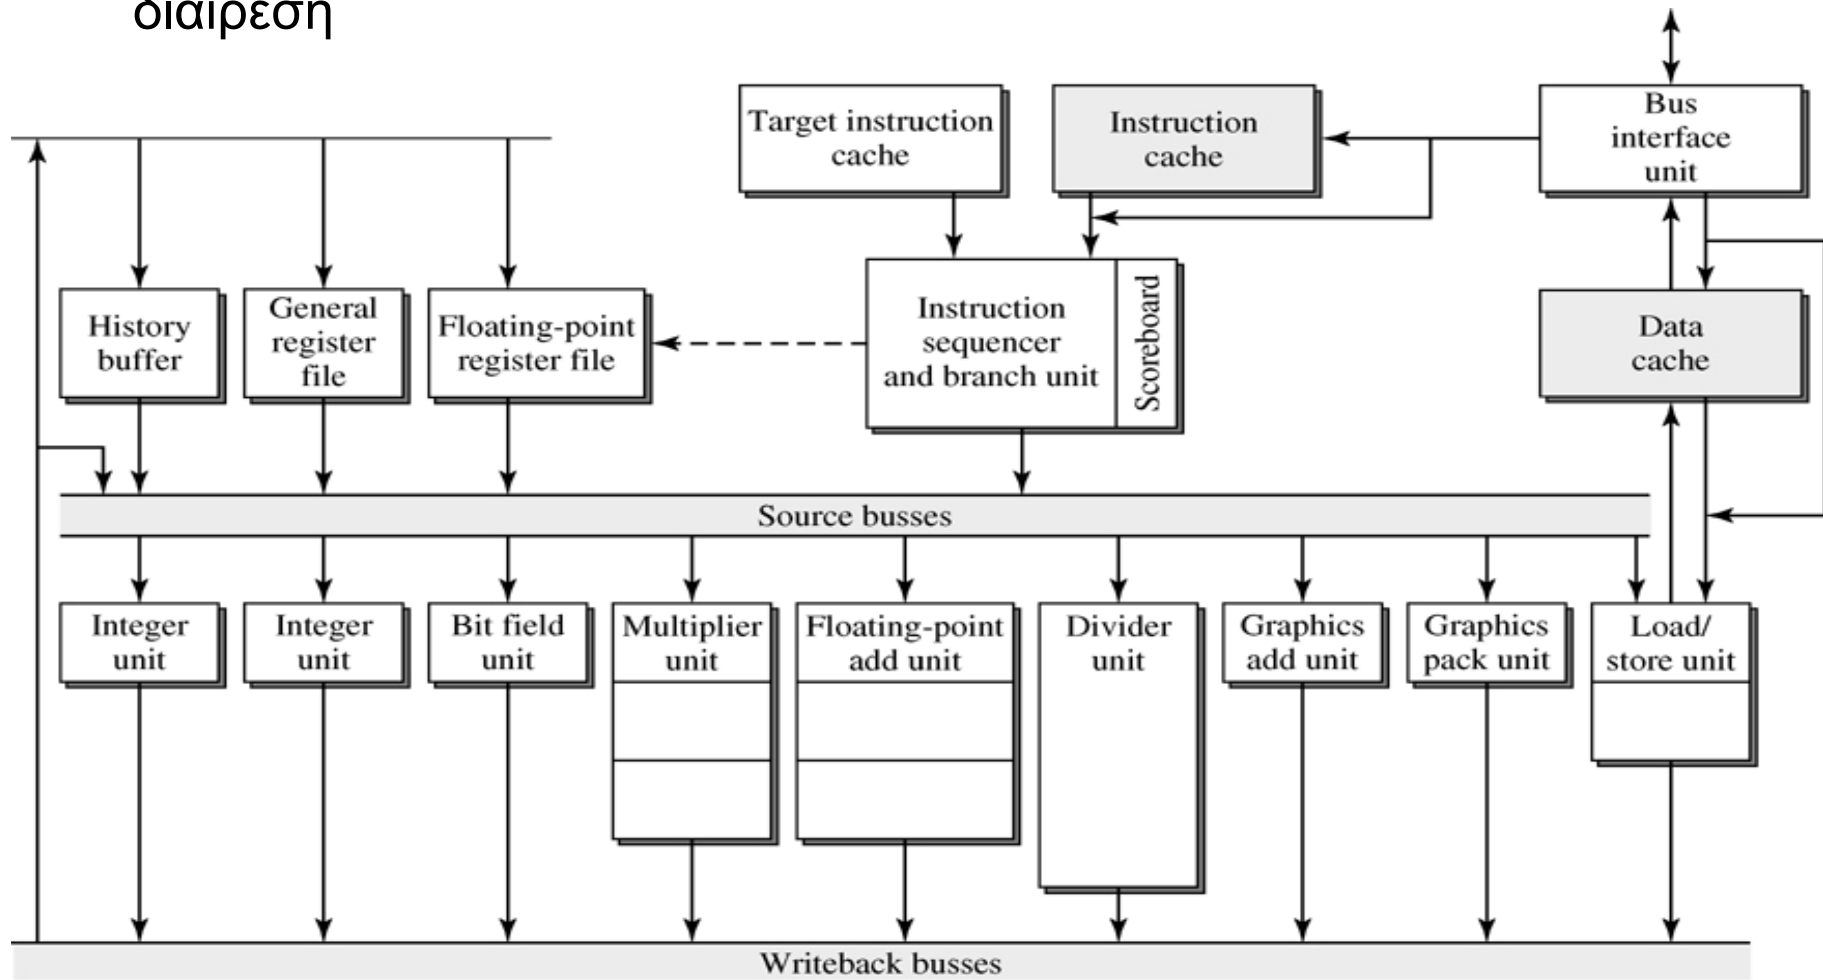 διαίρεση
Target instruction
cache
Instruction
cache
Bus
interface
unit
History
buffer
General
register
file
Floating-point
register file
Instruction
sequencer
and branch unit
Scoreboard
Data
cache
Source busses
Integer
unit
Integer
unit
Bit field
unit
Multiplier
unit
Floating-point
add unit
Divider
unit
Graphics
add unit
Graphics
pack unit
Load/
store unit
Writeback busses